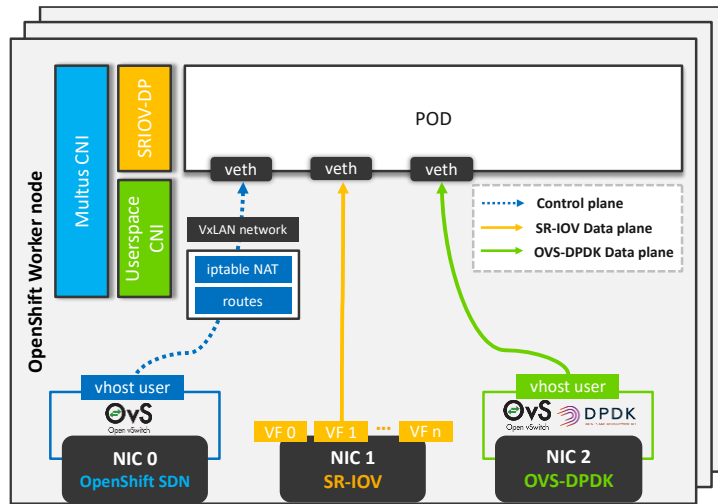 OpenShift Worker node
Multus CNI
SRIOV-DP
Userspace
CNI
POD
veth
veth
veth
VxLAN network
iptable NAT
routes
Control plane
SR-IOV Data plane
OVS-DPDK Data plane
vhost user
OvS
Open vSwitch
NIC 0
OpenShift SDN
VF 0
VF 1
...
VF n
NIC 1
SR-IOV
vhost user
OvS
Open vSwitch
DPDK
NIC 2
OVS-DPDK